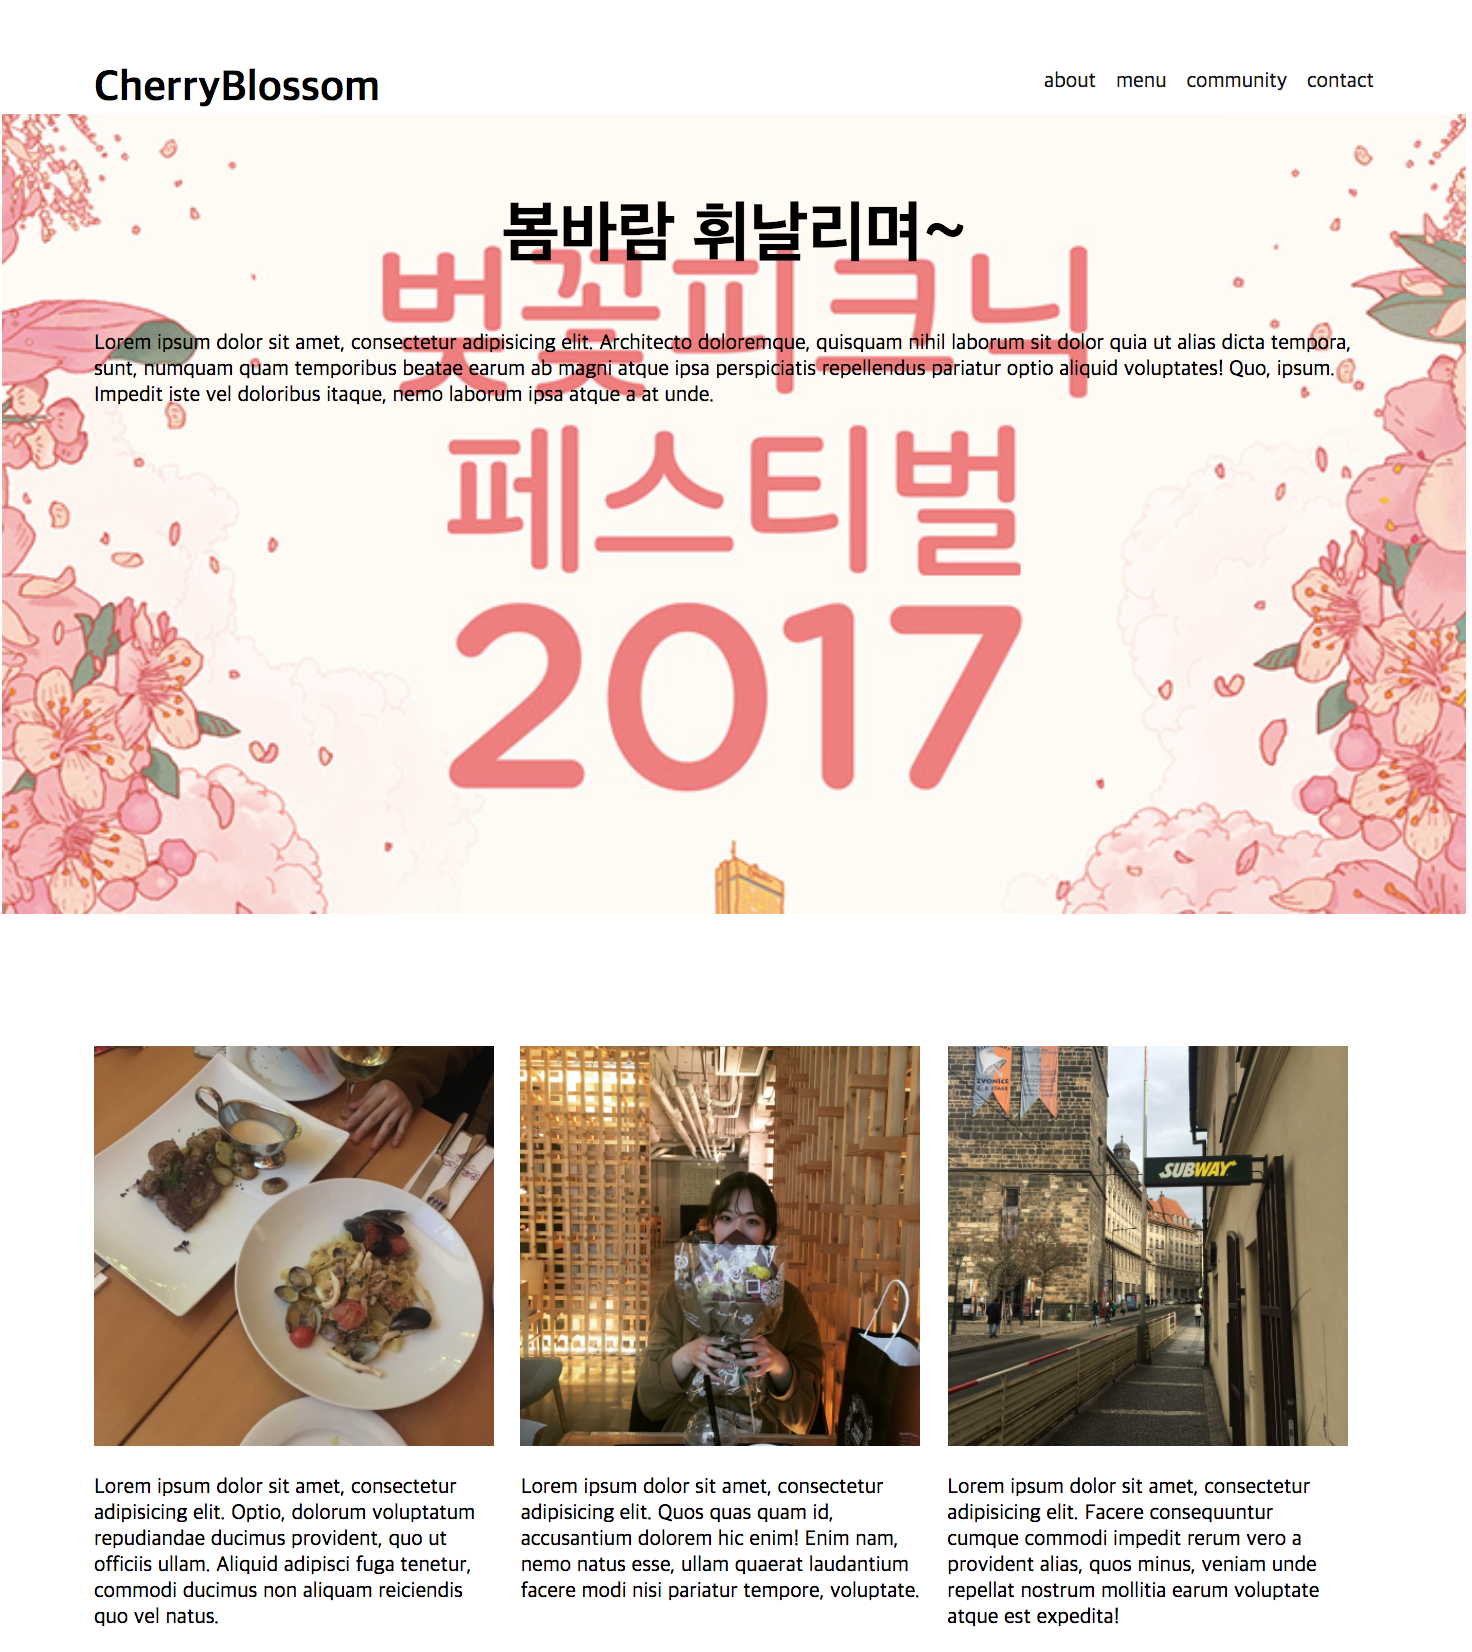 CherryBlossom
about menu community contact
봄바람 휘날리며~
벚꽃피크닉
Lorem ipsum dolor sit amet, consectetur adipisicing elit. Architecto doloremque, quisquam nihil laborum sit dolor quia ut alias dicta tempora,
sunt, numquam quam temporibus beatae earum ab magni atque ipsa perspiciatis repellendus pariatur optio aliquid voluptates! Quo, ipsum.
Impedit iste vel doloribus itaque, nemo laborum ipsa atque a at unde.
페스티벌
2017
EVONICE
SUBWAY
Lorem ipsum dolor sit amet, consectetur
adipisicing elit. Optio, dolorum voluptatum
repudiandae ducimus provident, quo ut
officiis ullam. Aliquid adipisci fuga tenetur,
commodi ducimus non aliquam reiciendis
quo vel natus.
Lorem ipsum dolor sit amet, consectetur
adipisicing elit. Quos quas quam id,
accusantium dolorem hic enim! Enim nam,
nemo natus esse, ullam quaerat laudantium
facere modi nisi pariatur tempore, voluptate.
Lorem ipsum dolor sit amet, consectetur
adipisicing elit. Facere consequuntur
cumque commodi impedit rerum vero a
provident alias, quos minus, veniam unde
repellat nostrum mollitia earum voluptate
atque est expedita!